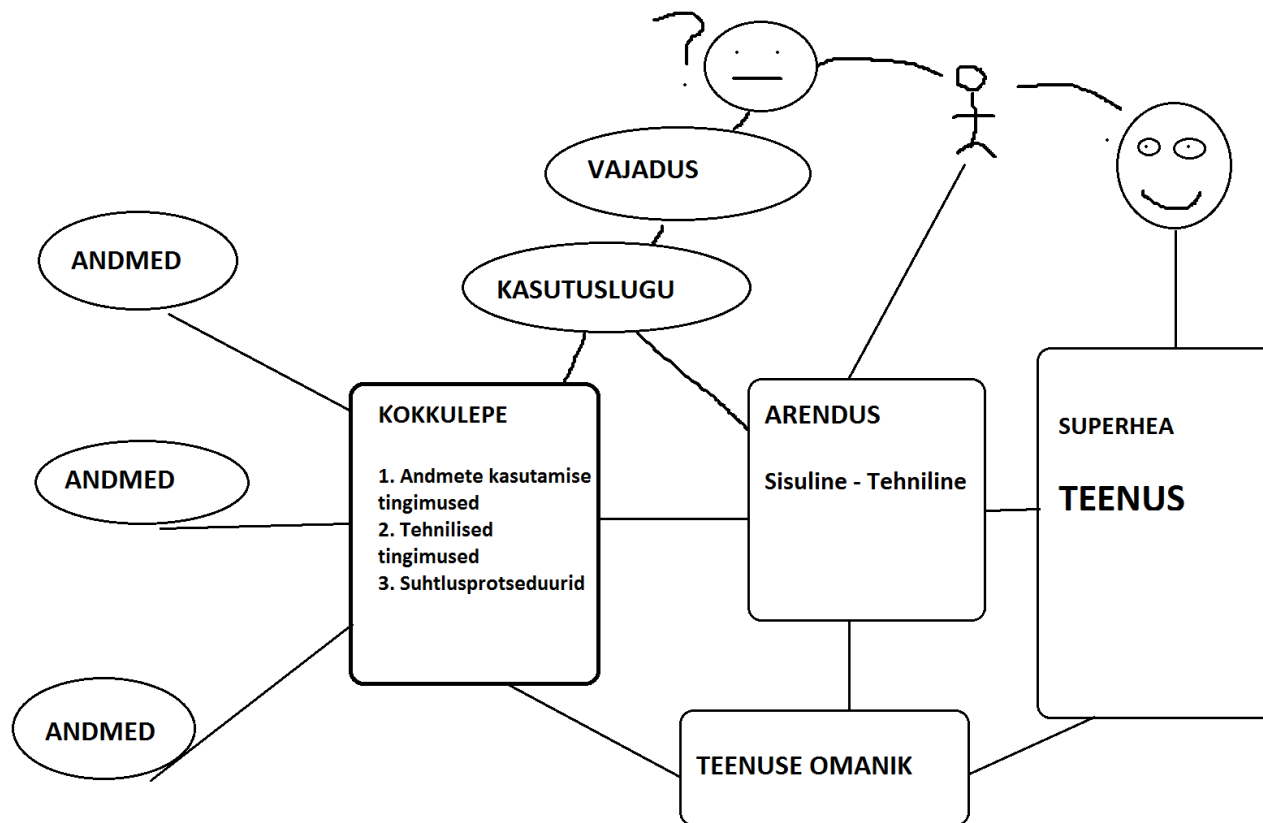 ?
VAJADUS
ANDMED
KASUTUSLUGU
ANDMED
ANDMED
KOKKULEPE
1. Andmete kasutamise
tingimused
2. Tehnilised
tingimused
3. Suhtlusprotseduurid
ARENDUS
Sisuline - Tehniline
SUPERHEA
TEENUS
TEENUSE OMANIK